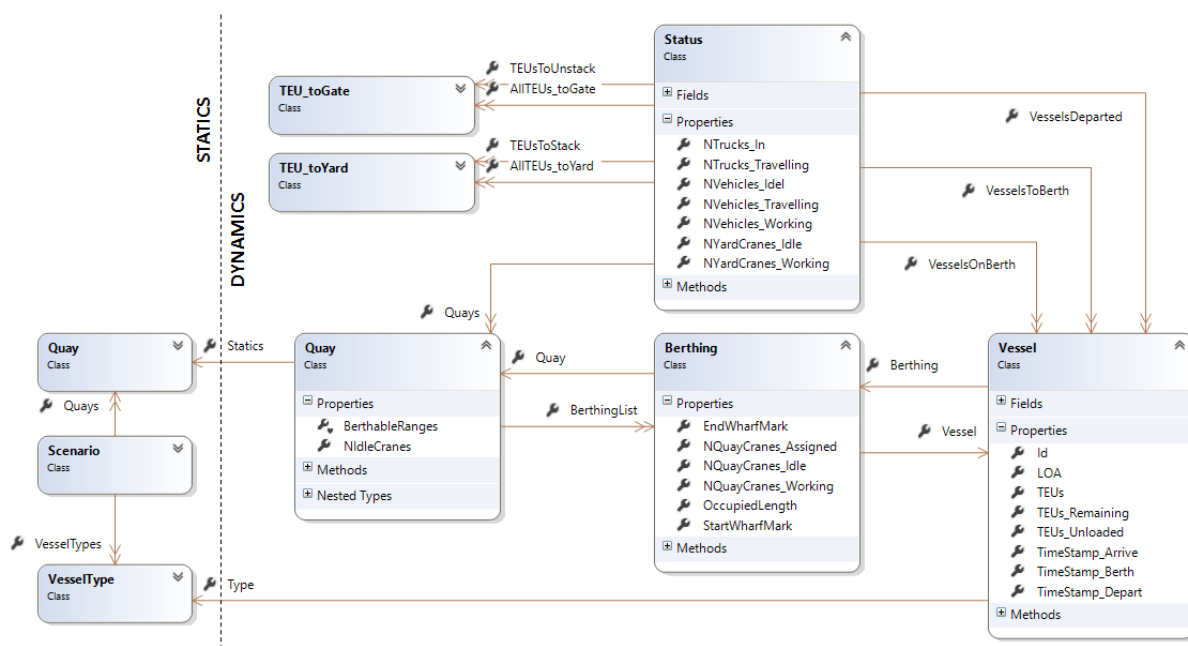 STATICS
DYNAMICS
Status
Class
Fields
Properties
NTrucks_In
NTrucks_Travelling
NVehicles_Idel
NVehicles_Travelling
NVehicles_Working
NYardCranes_Idle
NYardCranes_Working
Methods
TEU_toGate
Class
TEUsToUnstack
AllTEUs_toGate
TEU_toYard
Class
TEUsToStack
AllTEUs_toYard
VesselsDeparted
VesselsToBerth
VesselsOnBerth
Quays
Quay
Class
Statics
Quays
Scenario
Class
VesselTypes
VesselType
Class
Type
Quay
Class
Properties
BerthableRanges
NIdleCranes
Methods
Nested Types
Quay
BerthingList
Berthing
Class
Properties
EndWharfMark
NQuayCranes_Assigned
NQuayCranes_Idle
NQuayCranes_Working
OccupiedLength
StartWharfMark
Methods
Berthing
Vessel
Vessel
Class
Fields
Properties
Id
LOA
TEUs
TEUs_Remaining
TEUs_Unloaded
TimeStamp_Arrive
TimeStamp_Berth
TimeStamp_Depart
Methods